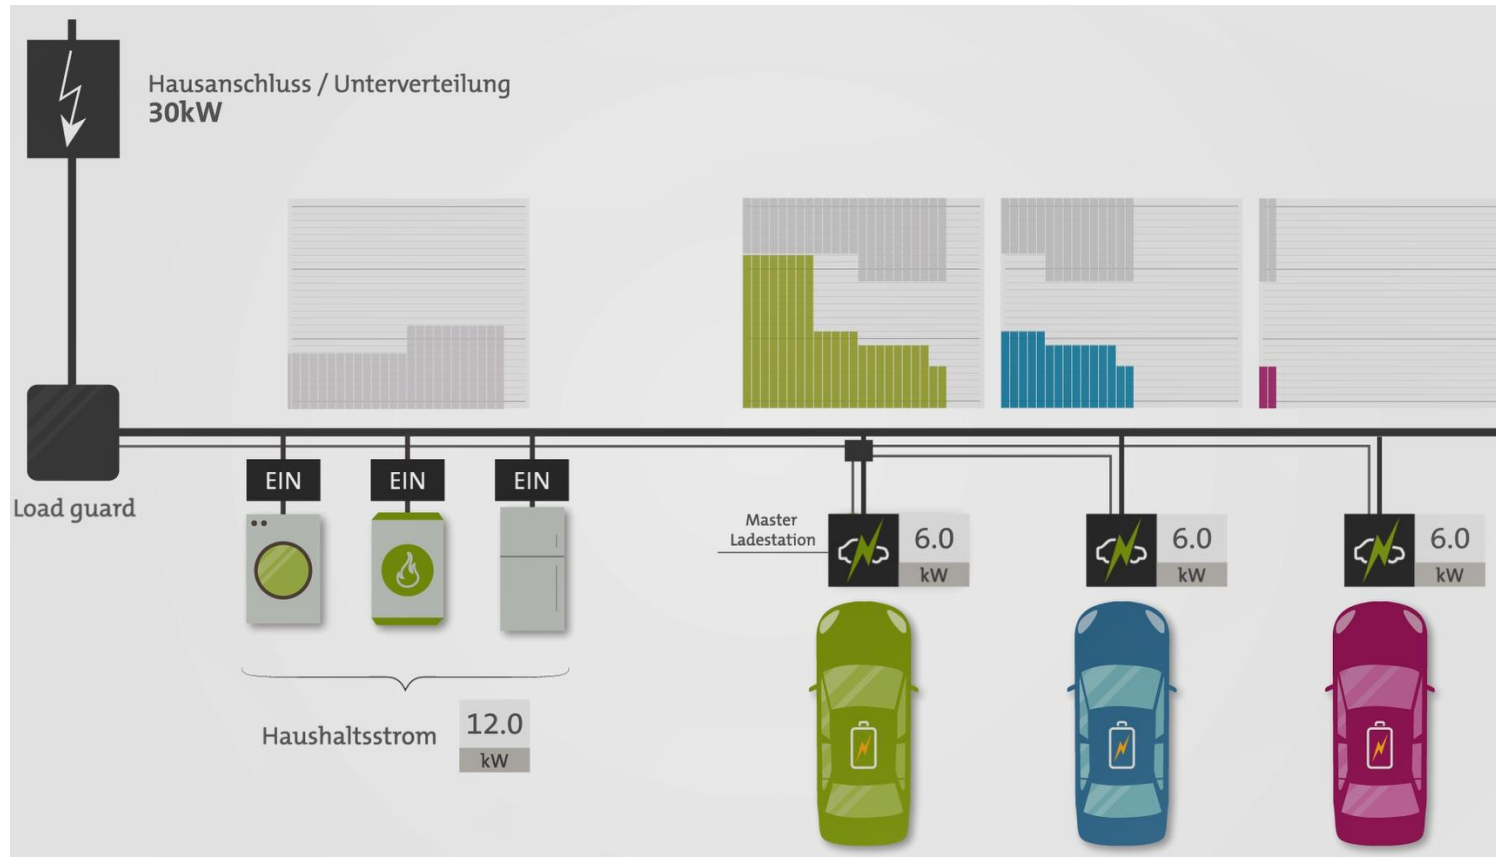 Hausanschluss / Unterverteilung
30kW
Load guard
EIN
EIN
EIN
Master
Ladestation
6.0
kW
6.0
kW
6.0
kW
Haushaltsstrom
12.0
kW